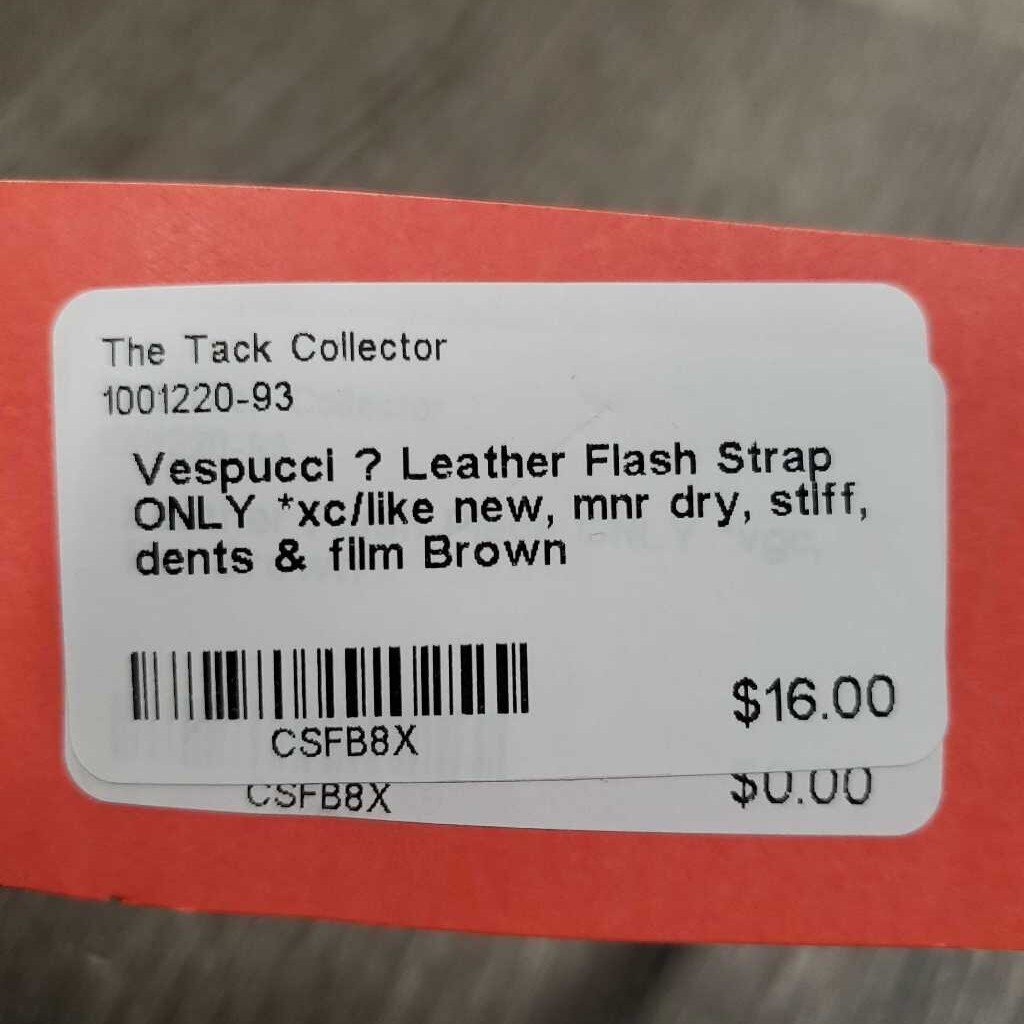 The Tack Collector
1001220-93
Vespucci ? Leather Flash Strap
ONLY *xc/like new, mnr dry, stiff,
dents & film Brown
CSFB8X
$16.00
CSFB8X
$0.00